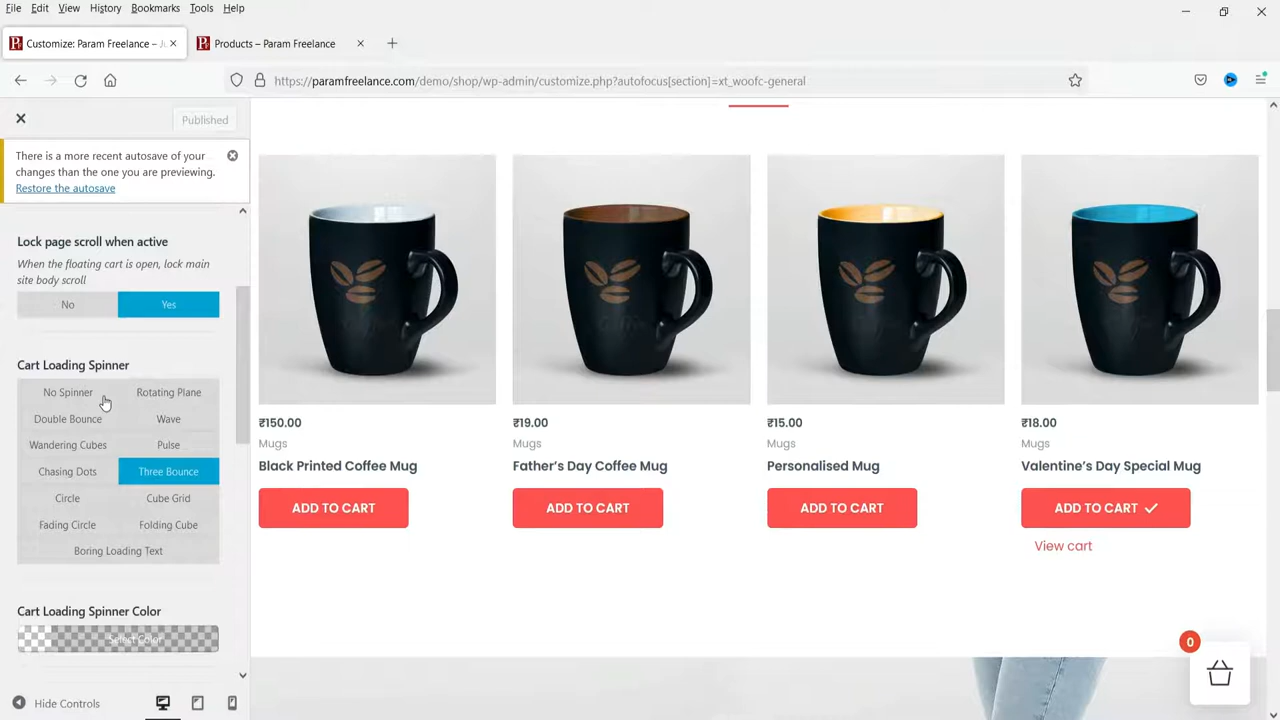 File Edit View History Bookmarks Tools Help
Customize: Param Freelance – Ju
Products – Param Freelance
https://paramfreelance.com/demo/shop/wp-admin/customize.php?autofocus[section]=xt_woofc-general
Published
There is a more recent autosave of your
changes than the one you are previewing.
Restore the autosave
Lock page scroll when active
When the floating cart is open, lock main
site body scroll
No Yes
Cart Loading Spinner
No Spinner Rotating Plane
Double Bounce Wave
Wandering Cubes Pulse
Chasing Dots Three Bounce
Circle Cube Grid
Fading Circle Folding Cube
Boring Loading Text
Cart Loading Spinner Color
Select Color
Hide Controls
₹150.00 ₹19.00 ₹15.00 ₹18.00
Mugs Mugs Mugs Mugs
Black Printed Coffee Mug Father's Day Coffee Mug Personalised Mug Valentine's Day Special Mug
ADD TO CART ADD TO CART ADD TO CART ADD TO CART
View cart
0